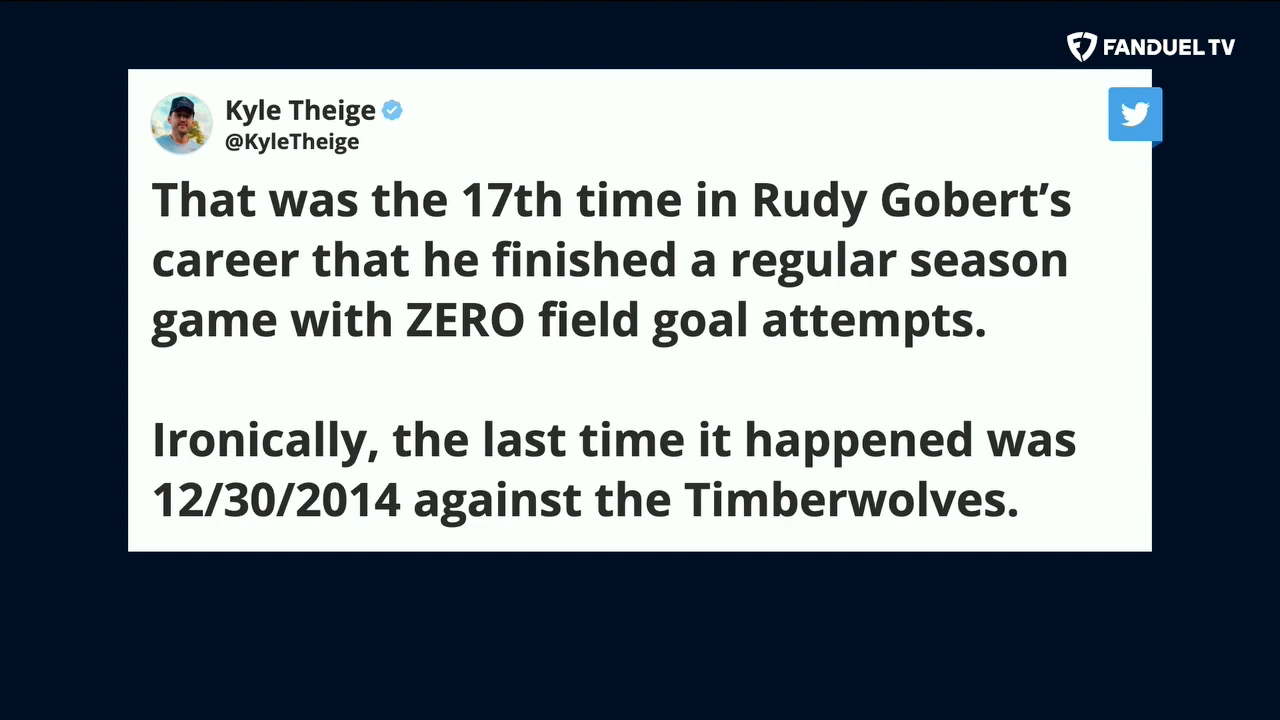 FANDUEL TV
Kyle Theige
@KyleTheige
That was the 17th time in Rudy Gobert’s
career that he finished a regular season
game with ZERO field goal attempts.
Ironically, the last time it happened was
12/30/2014 against the Timberwolves.